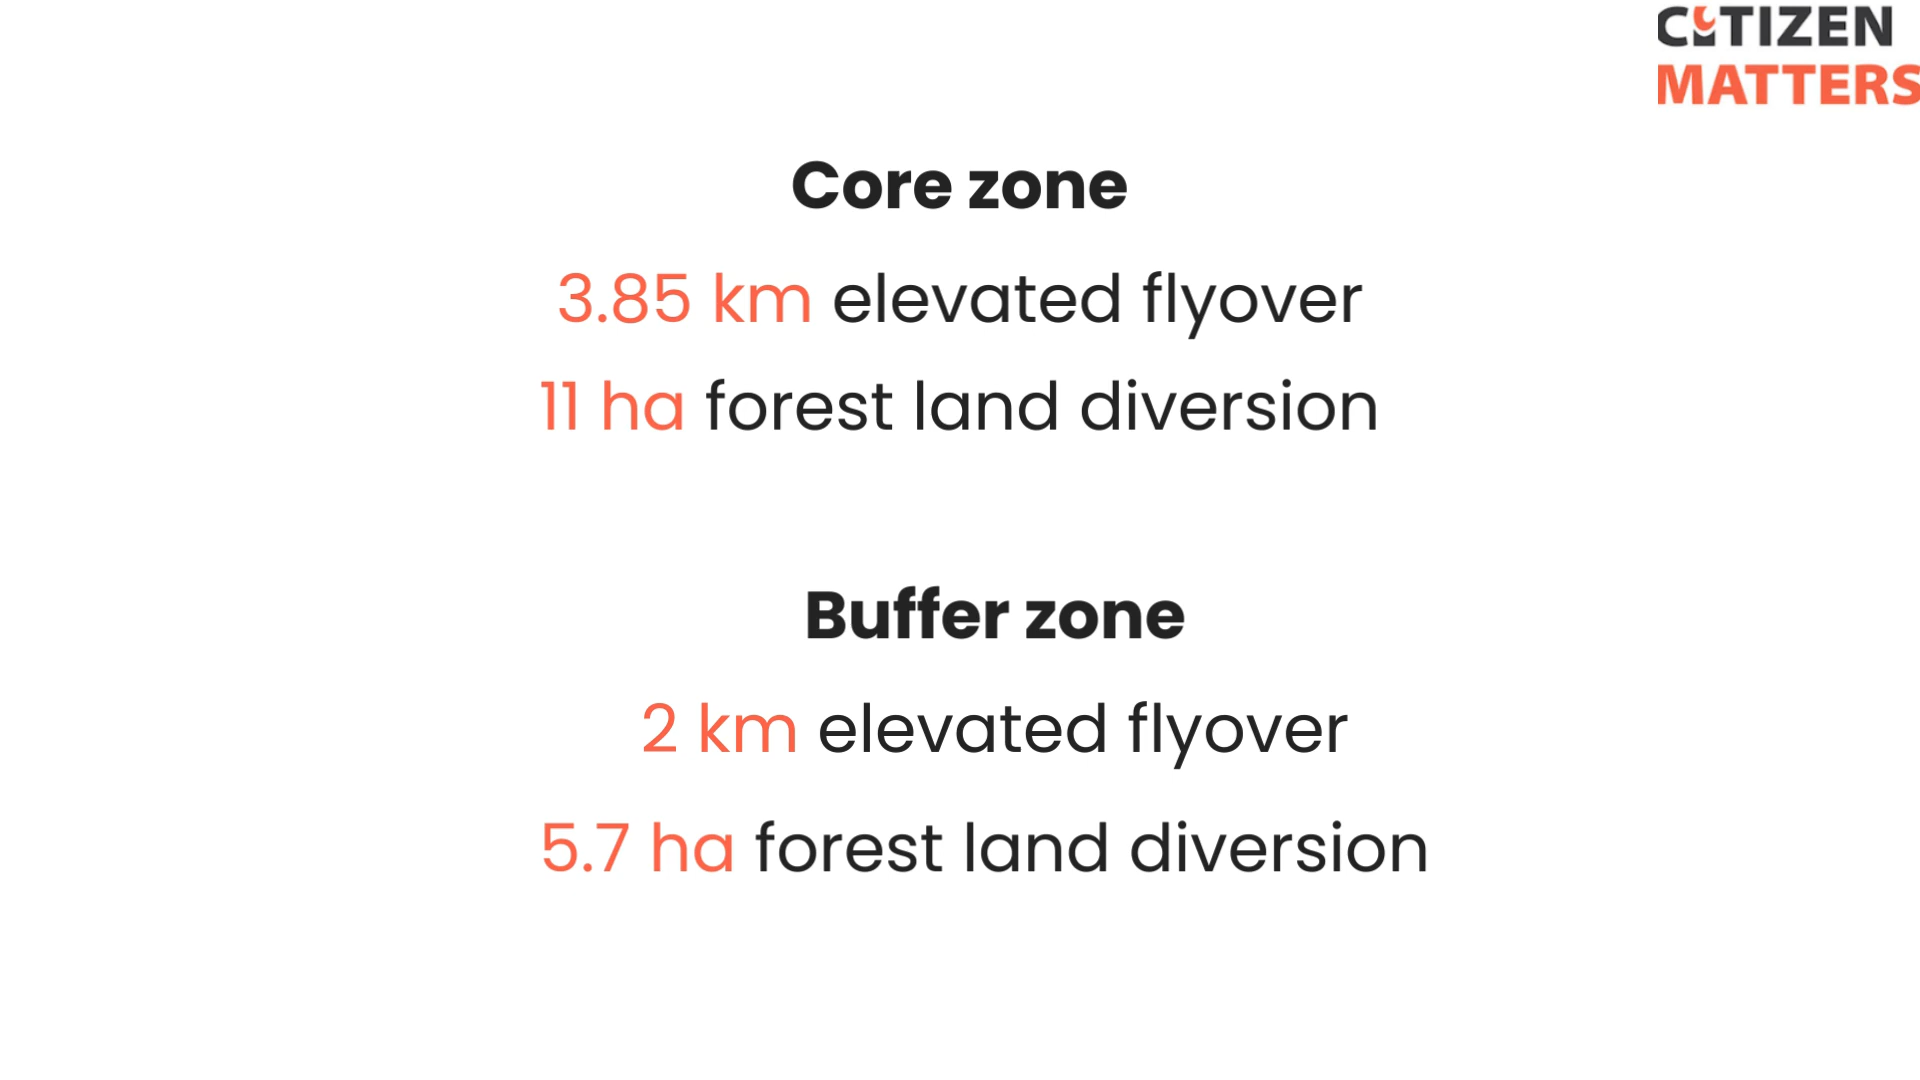 CiTIZEN
MATTERS
Core zone
3.85 km elevated flyover
11 ha forest land diversion
Buffer zone
2 km elevated flyover
5.7 ha forest land diversion